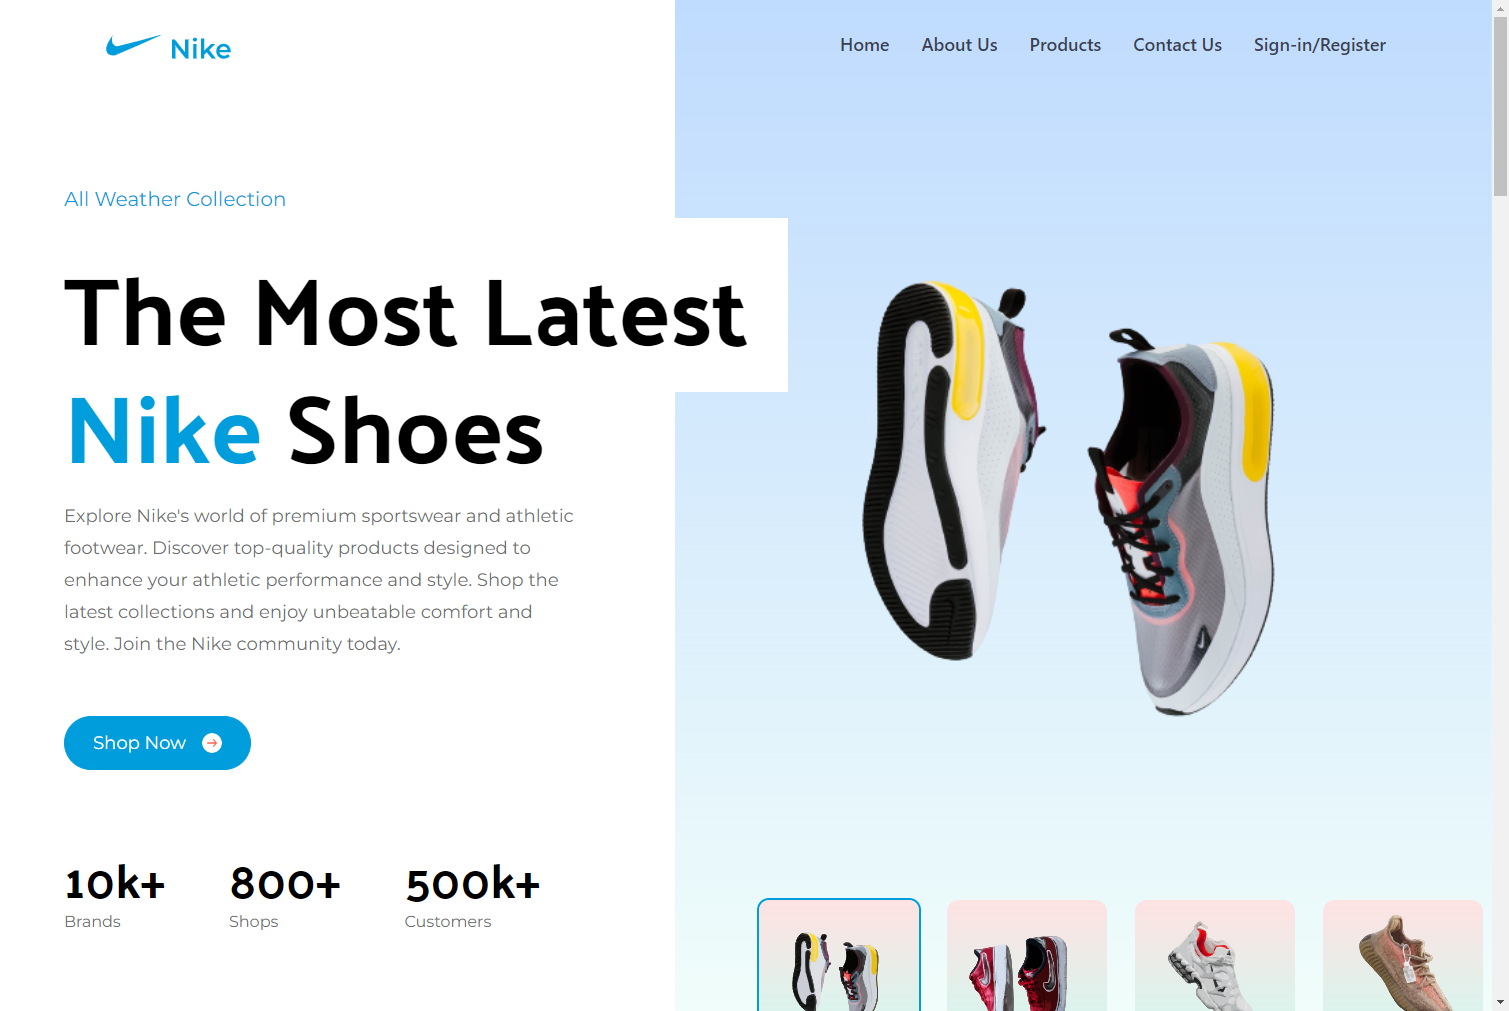 Nike
Home About Us Products Contact Us Sign-in/Register
All Weather Collection
The Most Latest
Nike Shoes
Explore Nike's world of premium sportswear and athletic
footwear. Discover top-quality products designed to
enhance your athletic performance and style. Shop the
latest collections and enjoy unbeatable comfort and
style. Join the Nike community today.
Shop Now
10k+ 800+ 500k+
Brands Shops Customers